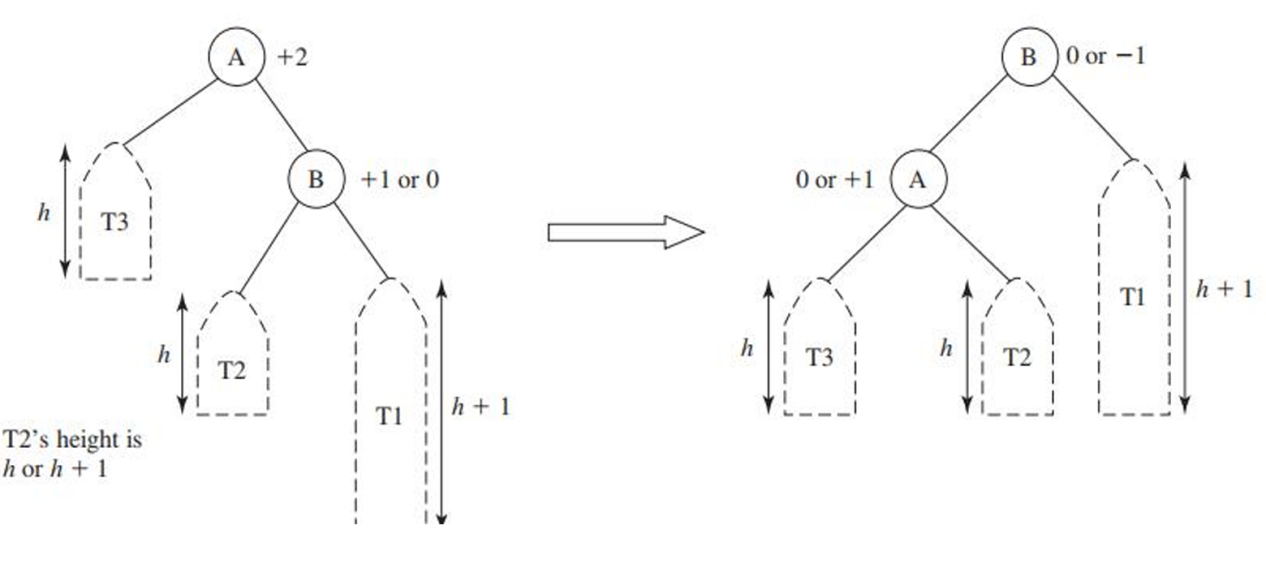 A +2
B 0 or −1
B +1 or 0
0 or +1 A
h
T3
h
T2
T1
h + 1
T2's height is
h or h + 1
T1
h + 1
h
T3
h
T2